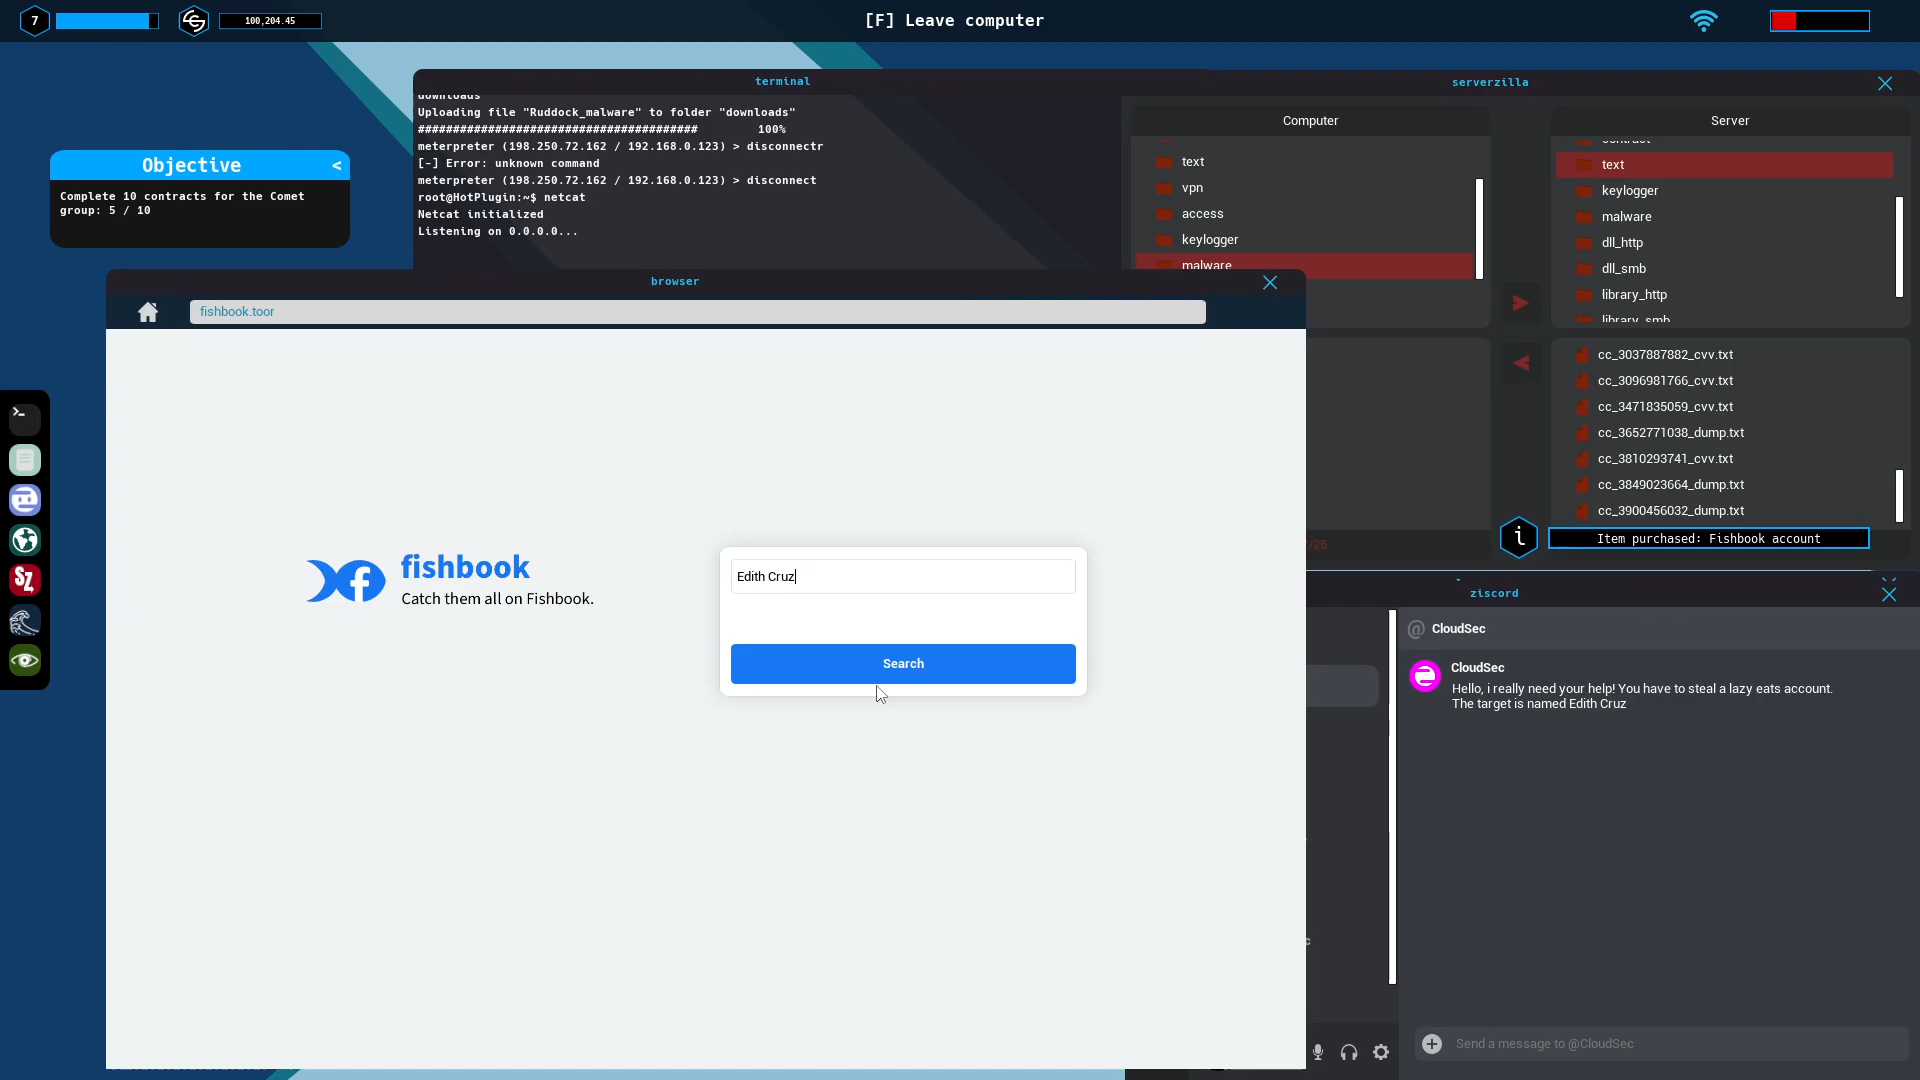 7
100,204.45
[F] Leave computer
Objective
<
Complete 10 contracts for the Comet
group: 5 / 10
terminal
downloads
Uploading file "Ruddock_malware" to folder "downloads"
######################################## 100%
meterpreter (198.250.72.162 / 192.168.0.123) > disconnectr
[-] Error: unknown command
meterpreter (198.250.72.162 / 192.168.0.123) > disconnect
root@HotPlugin:~$ netcat
Netcat initialized
Listening on 0.0.0.0...
serverzilla
Computer
text
vpn
access
keylogger
malware
Server
contract
text
keylogger
malware
dll_http
dll_smb
library_http
library_smb
cc_3037887882_cvv.txt
cc_3096981766_cvv.txt
cc_3471835059_cvv.txt
cc_3652771038_dump.txt
cc_3810293741_cvv.txt
cc_3849023664_dump.txt
cc_3900456032_dump.txt
/25
i
Item purchased: Fishbook account
browser
fishbook.toor
fishbook
Catch them all on Fishbook.
Edith Cruz
Search
ziscord
@ CloudSec
CloudSec
Hello, i really need your help! You have to steal a lazy eats account.
The target is named Edith Cruz
Send a message to @CloudSec